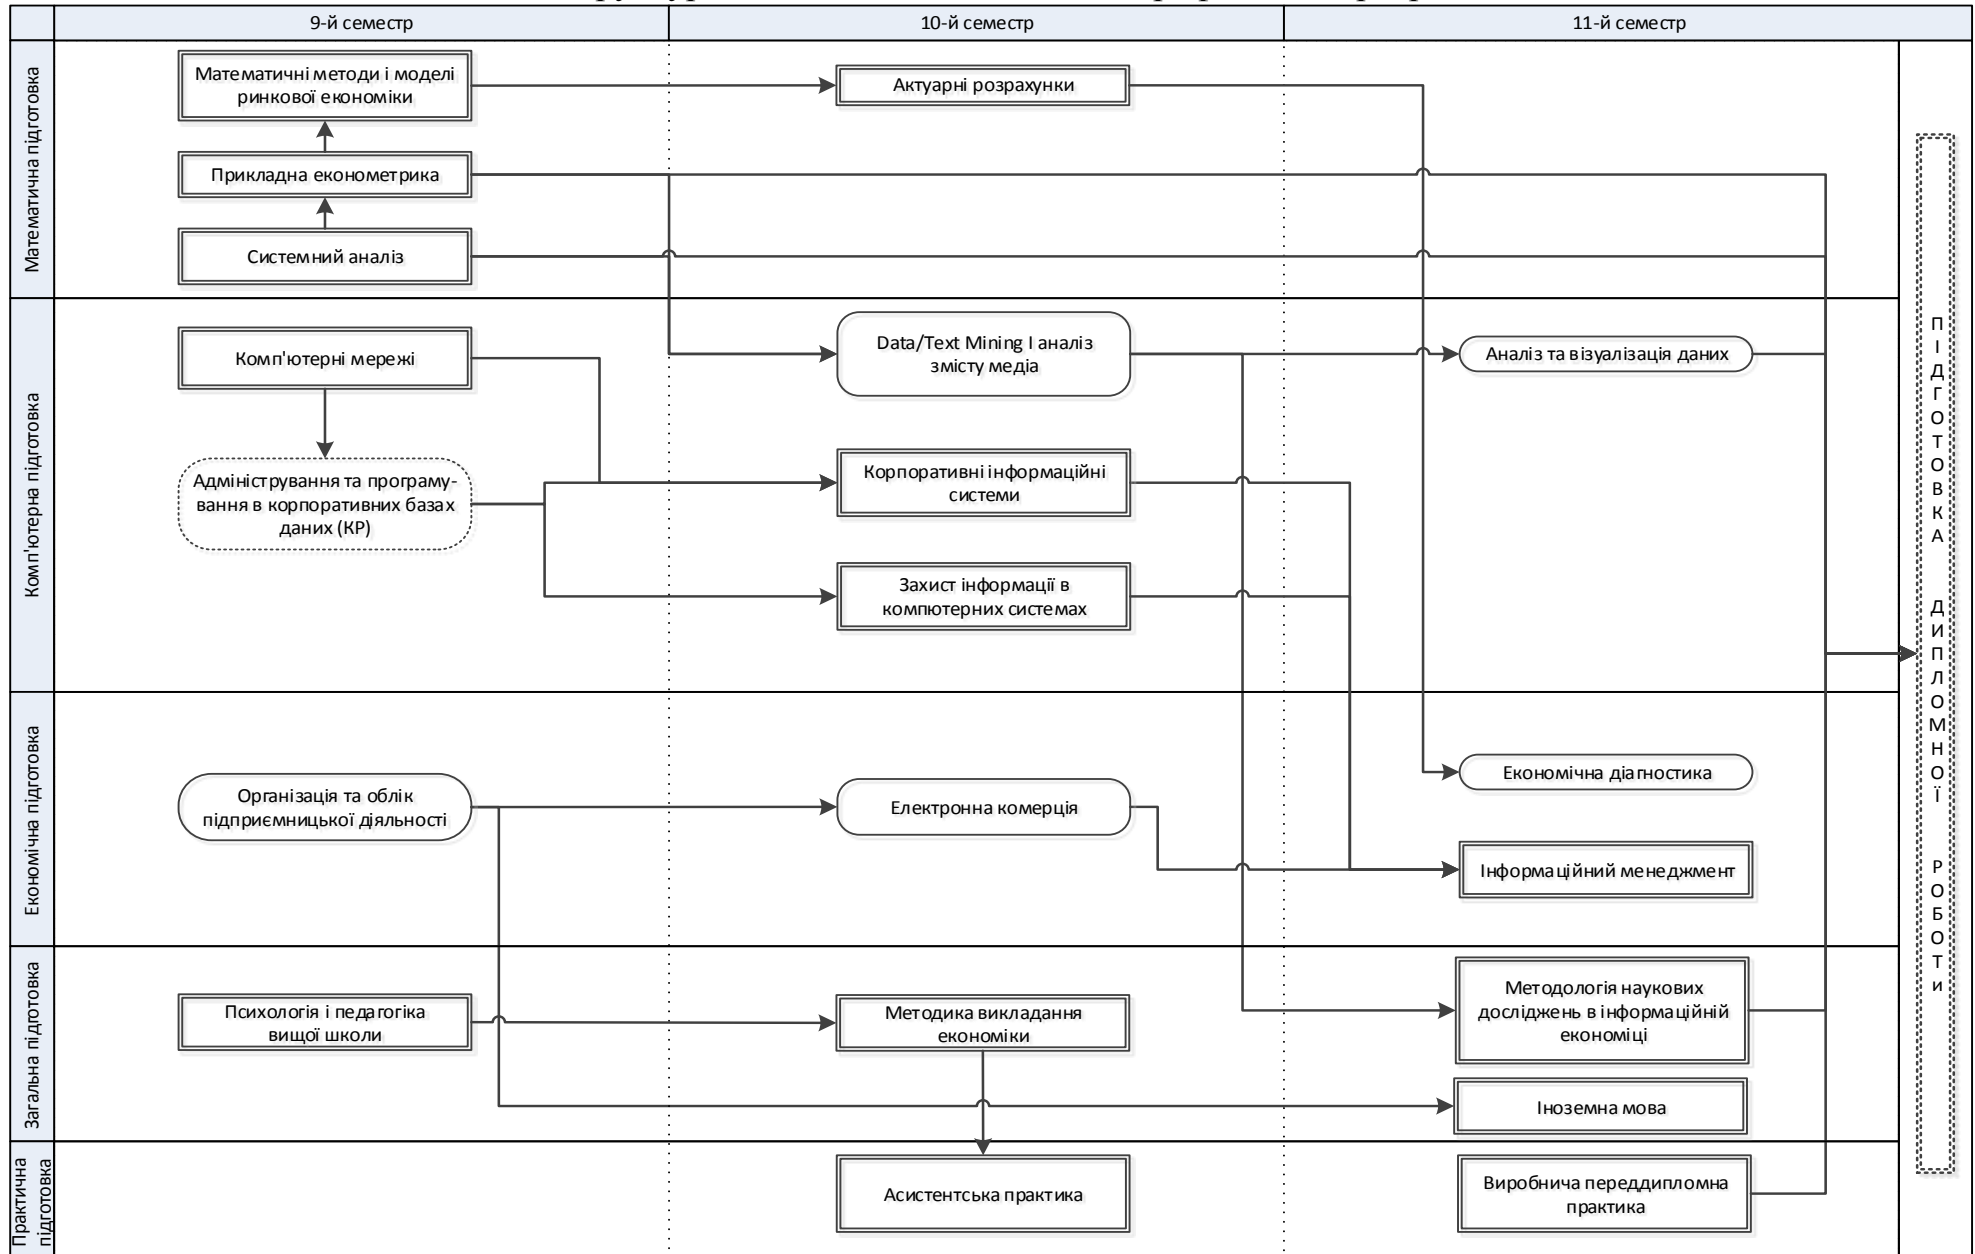 9-й семестр
10-й семестр
11-й семестр
Математична підготовка
Математичні методи і моделі
ринкової економіки
Актуарні розрахунки
Прикладна економетрика
Системний аналіз
Комп'ютерна підготовка
Комп'ютерні мережі
Data/Text Mining І аналіз
змісту медіа
Аналіз та візуалізація даних
Адміністрування та програму-
вання в корпоративних базах
даних (КР)
Корпоративні інформаційні
системи
Захист інформації в
компютерних системах
Економічна підготовка
Організація та облік
підприємницької діяльності
Електронна комерція
Економічна діагностика
Інформаційний менеджмент
Загальна підготовка
Психологія і педагогіка
вищої школи
Методика викладання
економіки
Методологія наукових
досліджень в інформаційній
економіці
Іноземна мова
Практична
підготовка
Асистентська практика
Виробнича переддипломна
практика
ПІДГОТОВКА ДИПЛОМНОЇ РОБОТи